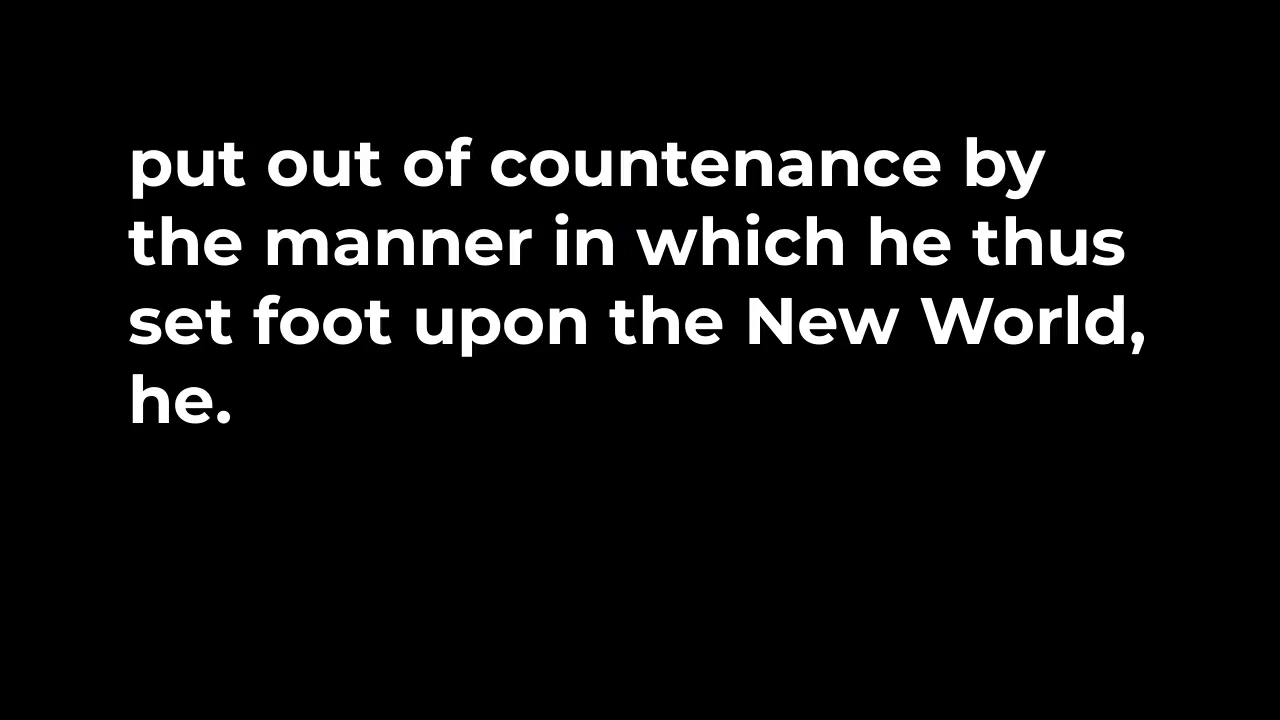 put out of countenance by
the manner in which he thus
set foot upon the New World,
he.